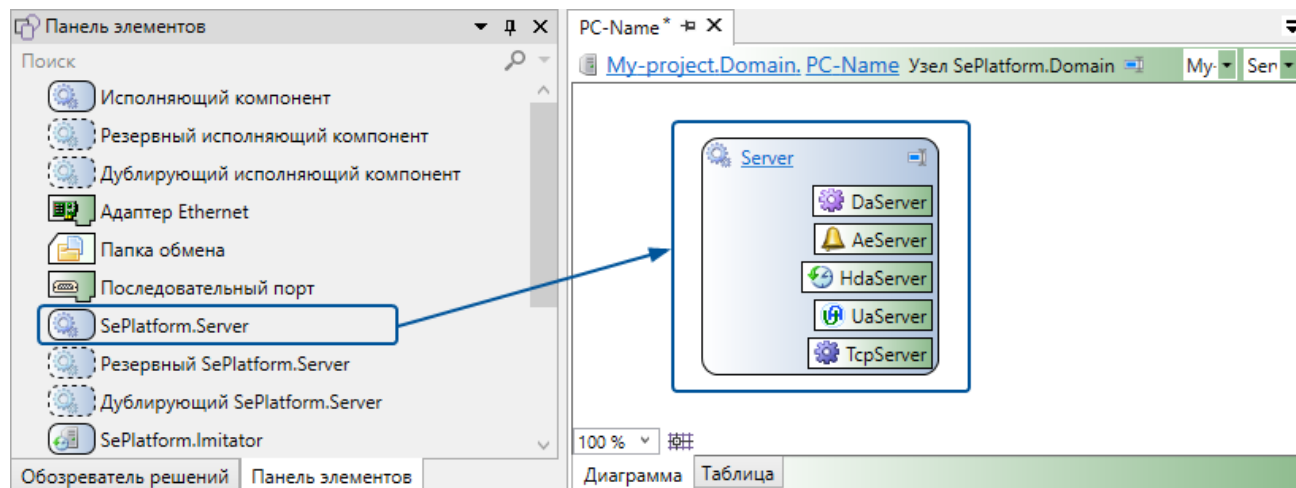 Панель элементов
Поиск
Исполняющий компонент
Резервный исполняющий компонент
Дублирующий исполняющий компонент
Адаптер Ethernet
Папка обмена
Последовательный порт
SePlatform.Server
Резервный SePlatform.Server
Дублирующий SePlatform.Server
SePlatform.Imitator
Обозреватель решений Панель элементов
PC-Name*
My-project.Domain. PC-Name Узел SePlatform.Domain My- Ser
Server
DaServer
AeServer
HdaServer
UaServer
TcpServer
100 %
Диаграмма Таблица